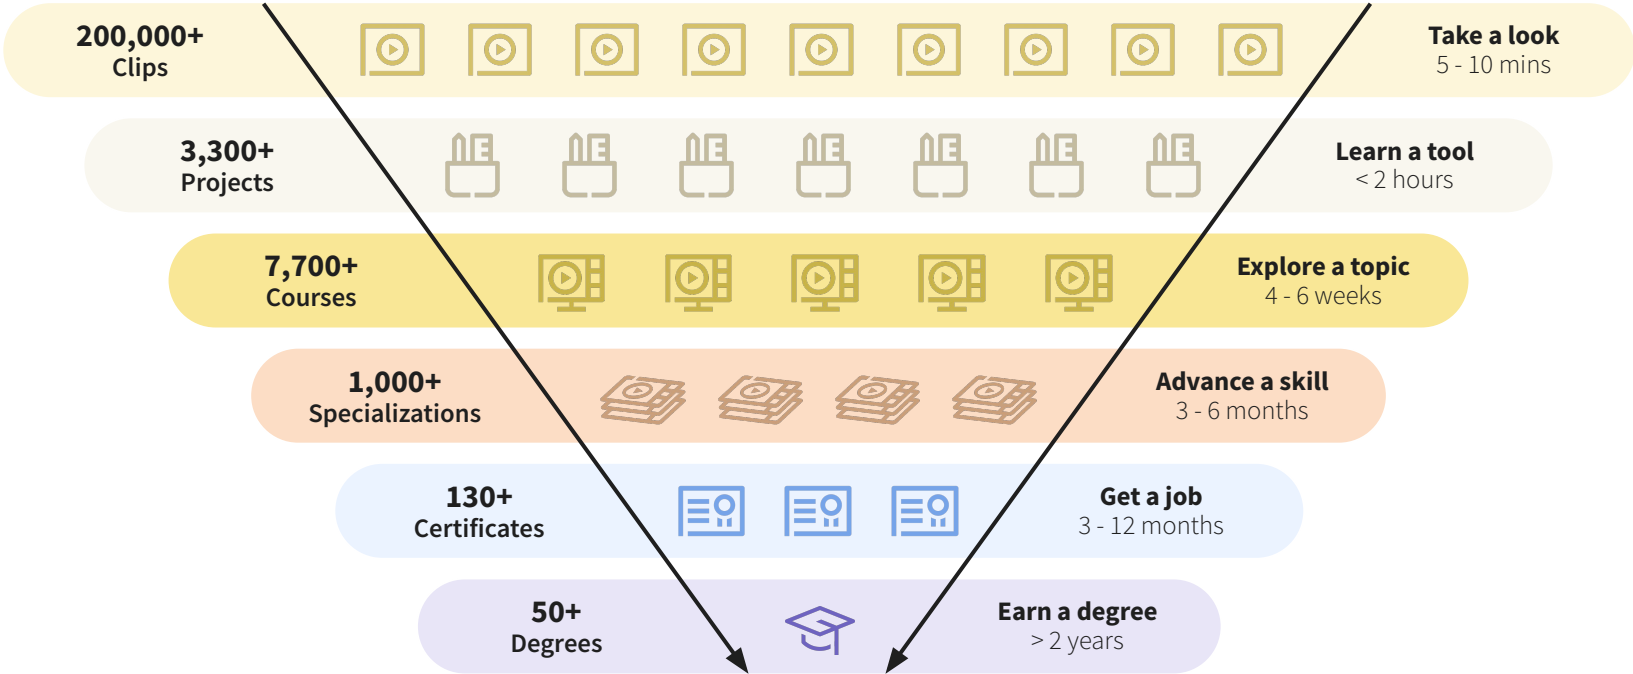 200,000+
Clips
Take a look
5 - 10 mins
3,300+
Projects
Learn a tool
< 2 hours
7,700+
Courses
Explore a topic
4 - 6 weeks
1,000+
Specializations
Advance a skill
3 - 6 months
130+
Certificates
Get a job
3 - 12 months
50+
Degrees
Earn a degree
> 2 years